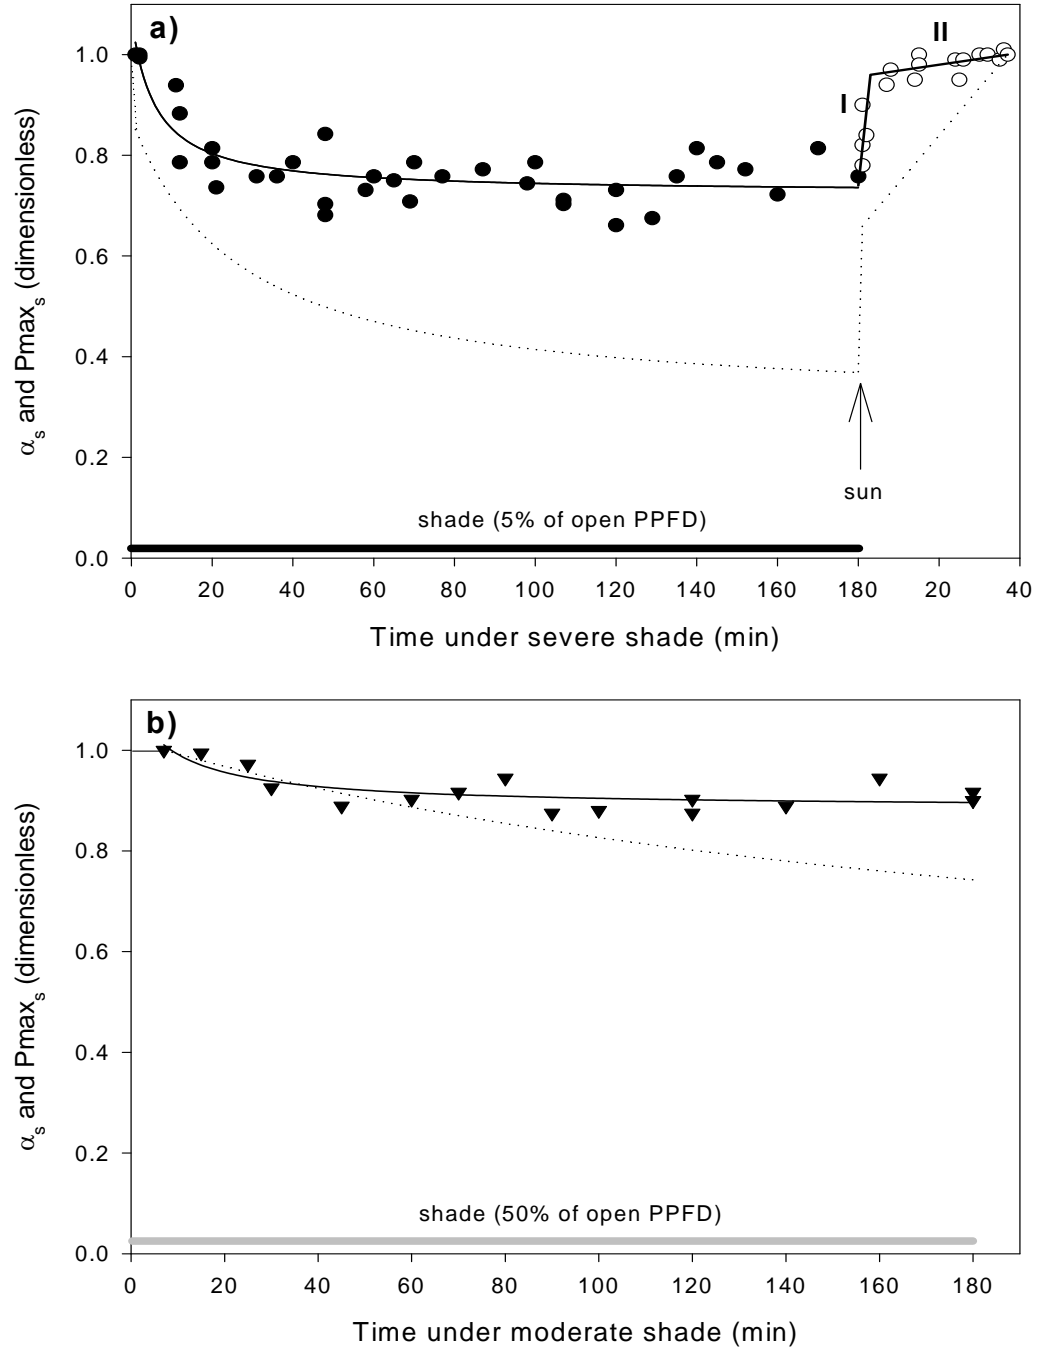 a)
II
I
1.0
0.8
0.6
0.4
0.2
0.0
αs and Pmaxs (dimensionless)
sun
shade (5% of open PPFD)
0 20 40 60 80 100 120 140 160 180 20 40
Time under severe shade (min)
b)
1.0
0.8
0.6
0.4
0.2
0.0
αs and Pmaxs (dimensionless)
shade (50% of open PPFD)
0 20 40 60 80 100 120 140 160 180
Time under moderate shade (min)